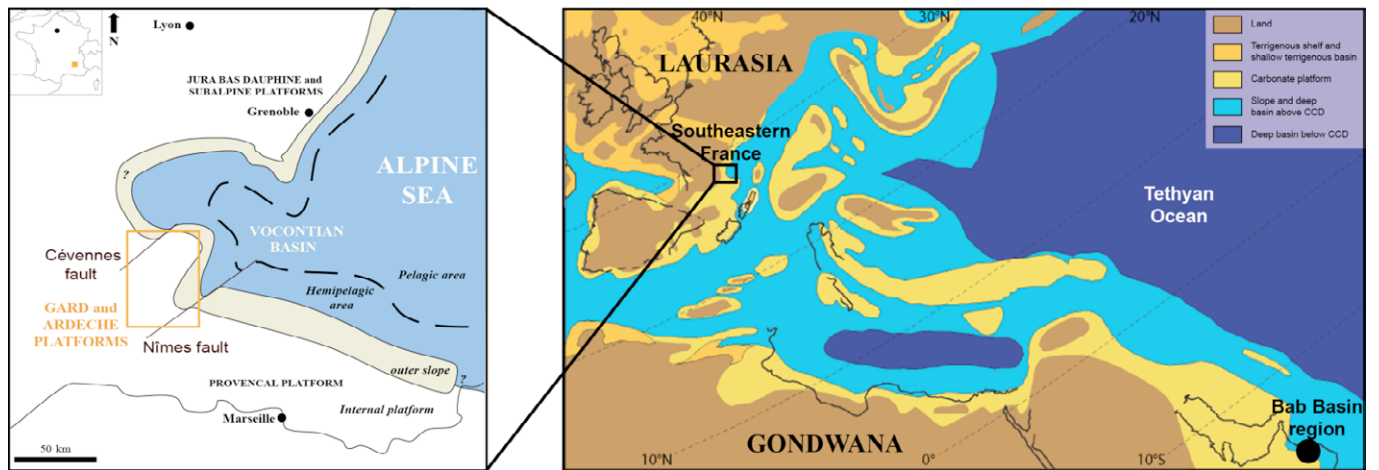 Lyon
N
JURA BAS DAUPHINE and
SUBALPINE PLATFORMS
Grenoble
ALPINE
SEA
?
VOCONTIAN
BASIN
Cévennes
fault
Pelagic area
Hemipelagic
area
GARD and
ARDECHE
PLATFORMS
Nîmes fault
outer slope
?
PROVENCAL PLATFORM
Internal platform
Marseille
50 km
40°N
30°N
20°N
LAURASIA
Southeastern
France
Tethyan
Ocean
Bab Basin
region
GONDWANA
10°N
0°
10°S
Land
Terrigenous shelf and
shallow terrigenous basin
Carbonate platform
Slope and deep
basin above CCD
Deep basin below CCD